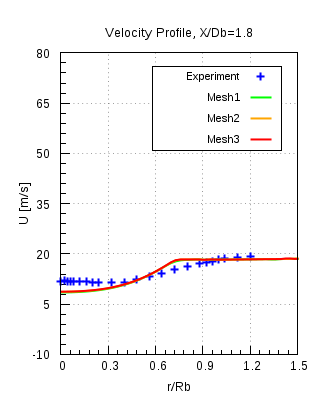 Velocity Profile, X/Db=1.8
80
65
50
35
20
5
-10
U [m/s]
Experiment
Mesh1
Mesh2
Mesh3
0 0.3 0.6 0.9 1.2 1.5
r/Rb